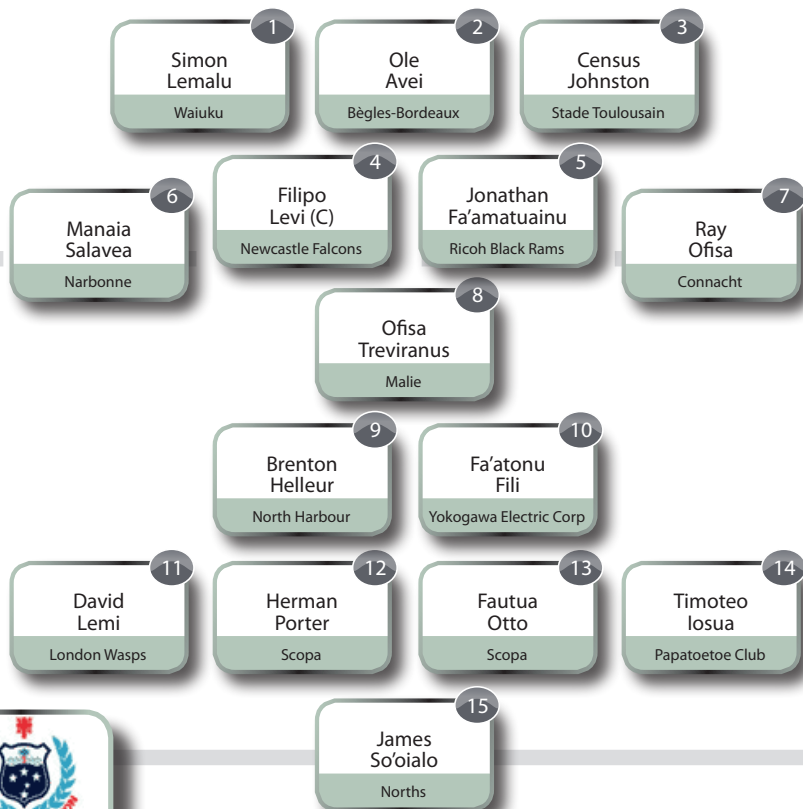 1
Simon
Lemalu
Waiuku
2
Ole
Avei
Bègles-Bordeaux
3
Census
Johnston
Stade Toulousain
4
Filipo
Levi (C)
Newcastle Falcons
5
Jonathan
Fa'amatuainu
Ricoh Black Rams
6
Manaia
Salavea
Narbonne
7
Ray
Ofisa
Connacht
8
Ofisa
Treviranus
Malie
9
Brenton
Helleur
North Harbour
10
Fa'atonu
Fili
Yokogawa Electric Corp
11
David
Lemi
London Wasps
12
Herman
Porter
Scopa
13
Fautua
Otto
Scopa
14
Timoteo
Iosua
Papatoetoe Club
15
James
So'oialo
Norths